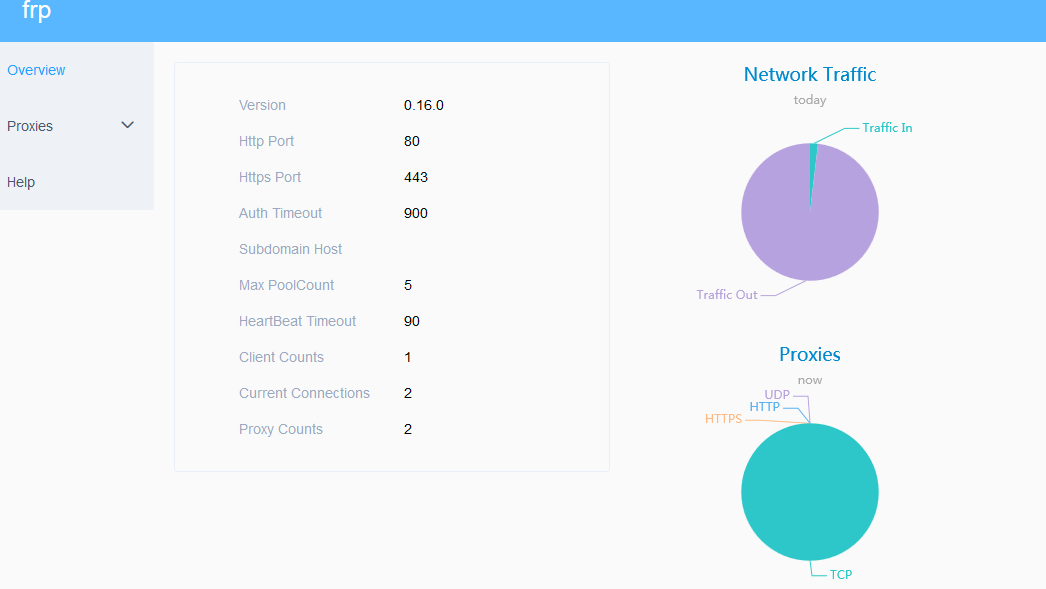 frp
Overview
Proxies
Help
Version 0.16.0
Http Port 80
Https Port 443
Auth Timeout 900
Subdomain Host
Max PoolCount 5
HeartBeat Timeout 90
Client Counts 1
Current Connections 2
Proxy Counts 2
Network Traffic
today
Traffic In
Traffic Out
Proxies
now
UDP
HTTP
HTTPS
TCP